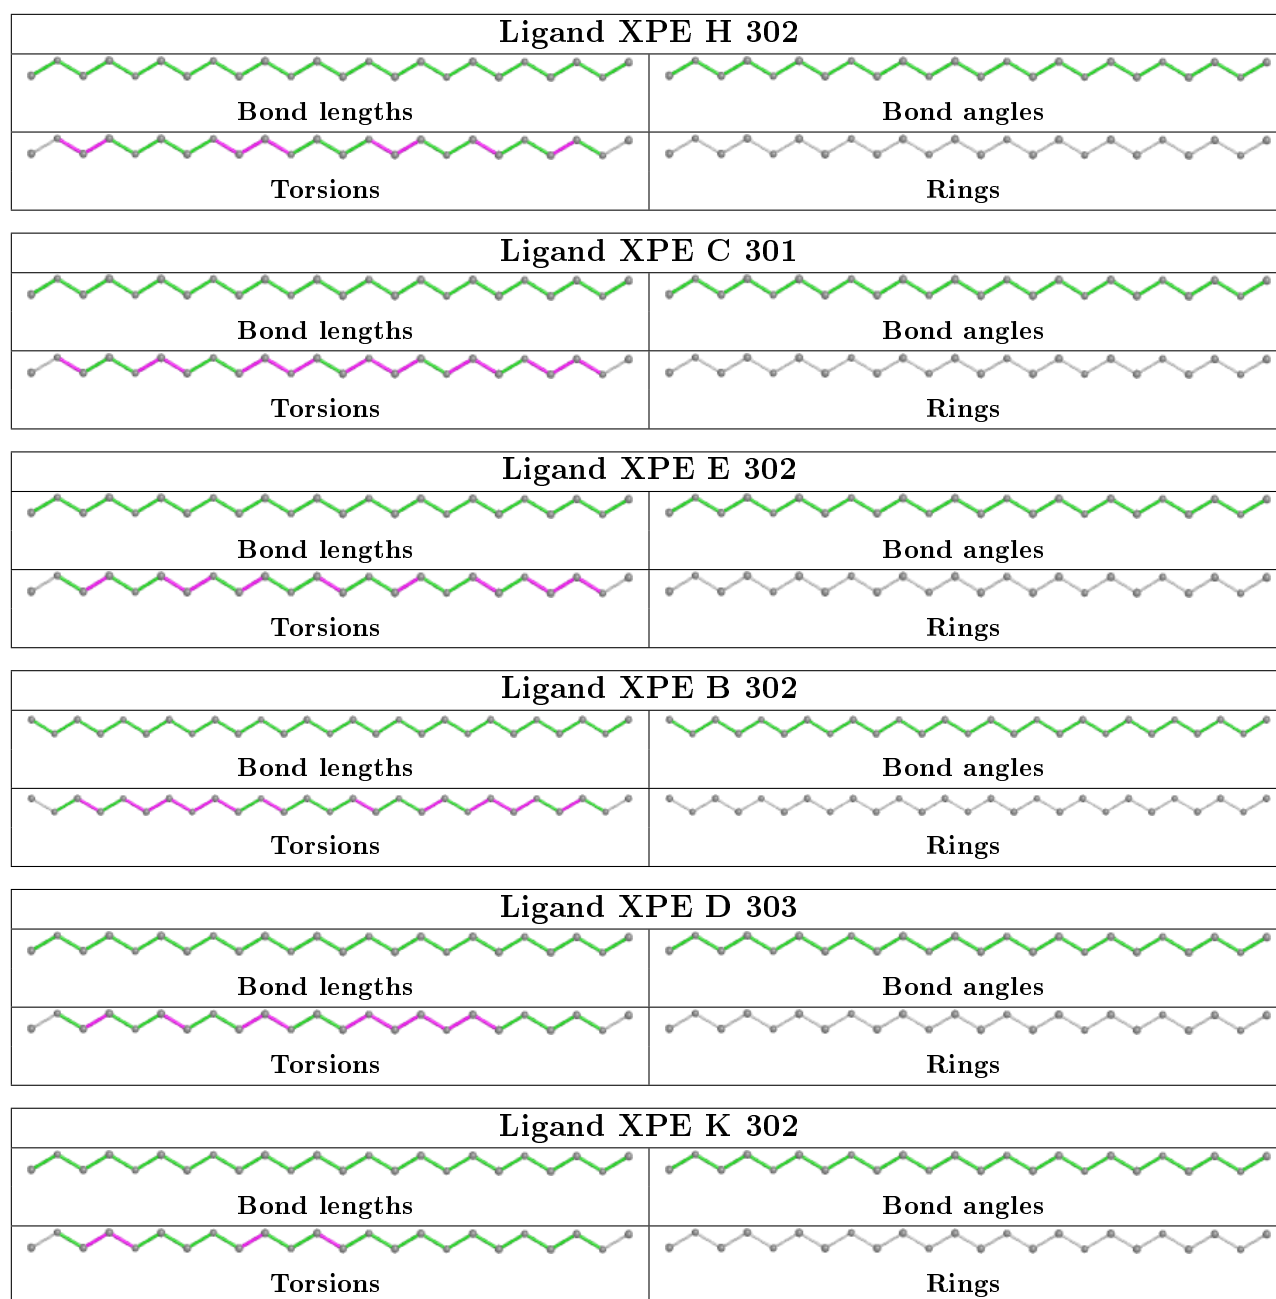 Ligand XPE H 302
Bond lengths Bond angles
Torsions Rings
Ligand XPE C 301
Bond lengths Bond angles
Torsions Rings
Ligand XPE E 302
Bond lengths Bond angles
Torsions Rings
Ligand XPE B 302
Bond lengths Bond angles
Torsions Rings
Ligand XPE D 303
Bond lengths Bond angles
Torsions Rings
Ligand XPE K 302
Bond lengths Bond angles
Torsions Rings